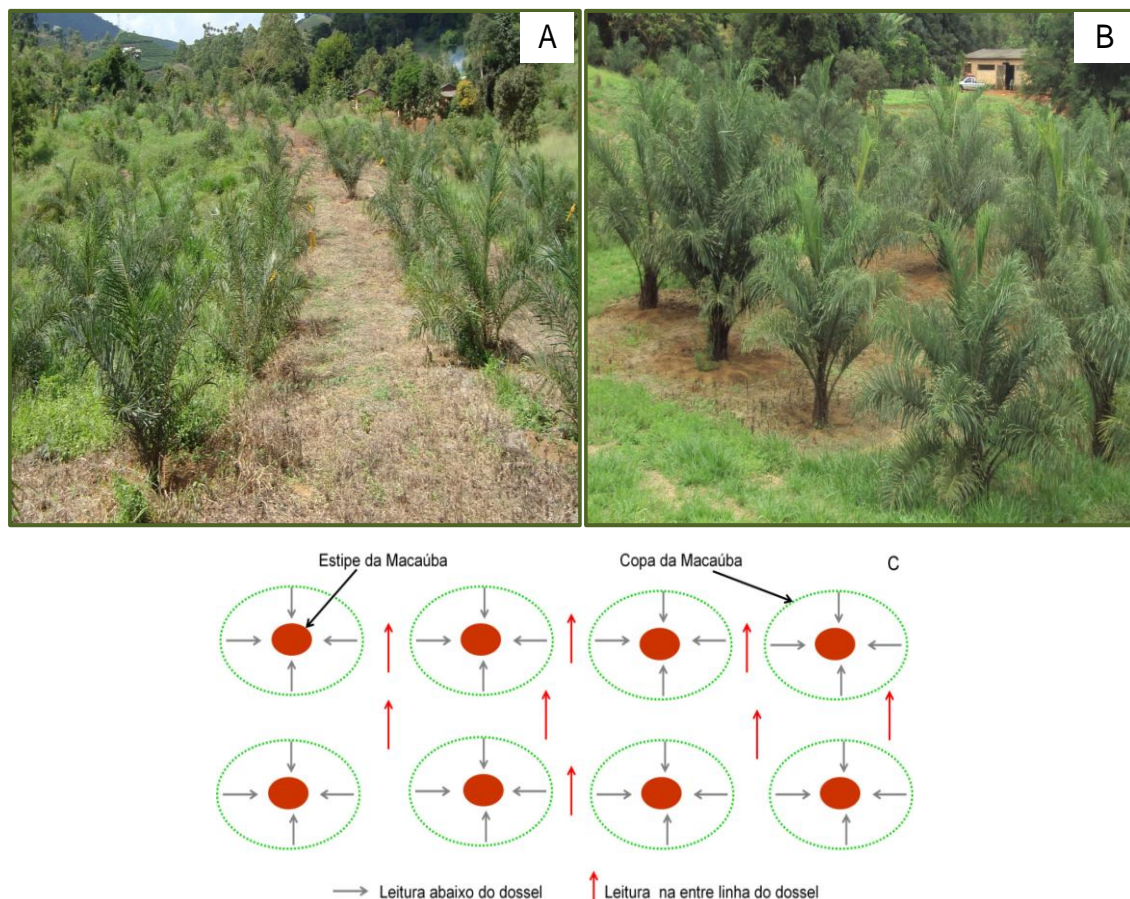 A
B
Estipe da Macaúba
Copa da Macaúba
C
Leitura abaixo do dossel
Leitura na entre linha do dossel